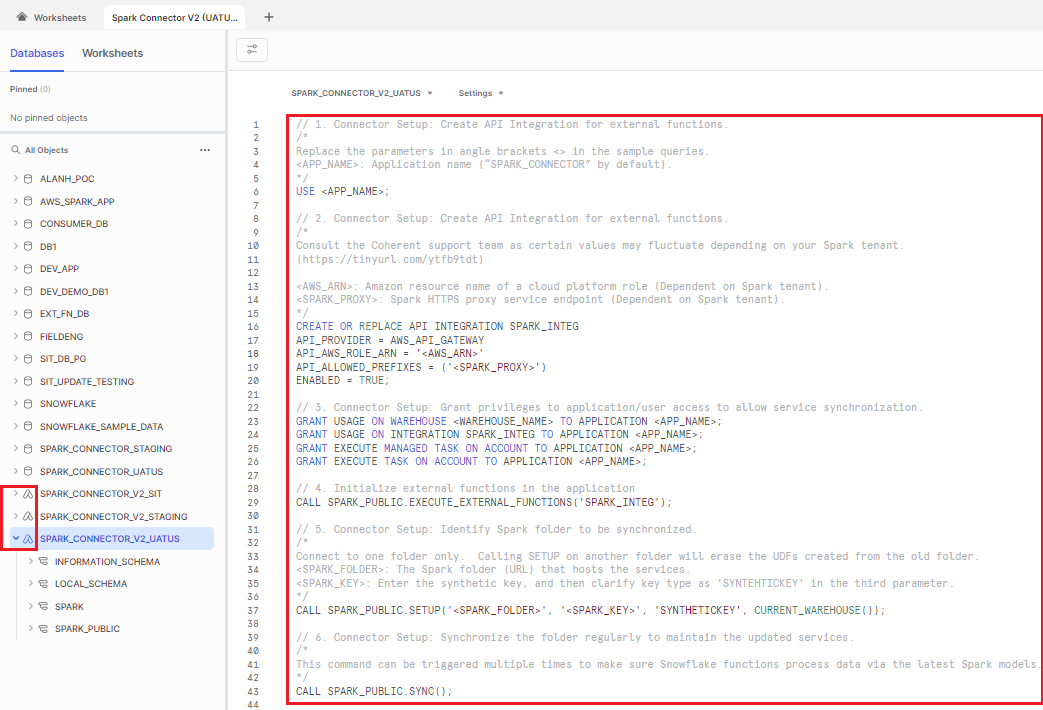 Worksheets
Spark Connector V2 (UATU...
+
Databases
Worksheets
Pinned (0)
No pinned objects
All Objects
...
ALANH_POC
AWS_SPARK_APP
CONSUMER_DB
DB1
DEV_APP
DEV_DEMO_DB1
EXT_FN_DB
FIELDENG
SIT_DB_PG
SIT_UPDATE_TESTING
SNOWFLAKE
SNOWFLAKE_SAMPLE_DATA
SPARK_CONNECTOR_STAGING
SPARK_CONNECTOR_UATUS
SPARK_CONNECTOR_V2_SIT
SPARK_CONNECTOR_V2_STAGING
SPARK_CONNECTOR_V2_UATUS
INFORMATION_SCHEMA
LOCAL_SCHEMA
SPARK
SPARK_PUBLIC
SPARK_CONNECTOR_V2_UATUS
Settings
1 // 1. Connector Setup: Create API Integration for external functions.
2 /*
3 Replace the parameters in angle brackets <> in the sample queries.
4 <APP_NAME>: Application name (“SPARK_CONNECTOR” by default).
5 */
6 USE <APP_NAME>;
7
8 // 2. Connector Setup: Create API Integration for external functions.
9 /*
10 Consult the Coherent support team as certain values may fluctuate depending on your Spark tenant.
11 (https://tinyurl.com/ytfb9tdt)
12
13 <AWS_ARN>: Amazon resource name of a cloud platform role (Dependent on Spark tenant).
14 <SPARK_PROXY>: Spark HTTPS proxy service endpoint (Dependent on Spark tenant).
15 */
16 CREATE OR REPLACE API INTEGRATION SPARK_INTEG
17 API_PROVIDER = AWS_API_GATEWAY
18 API_AWS_ROLE_ARN = '<AWS_ARN>'
19 API_ALLOWED_PREFIXES = ('<SPARK_PROXY>')
20 ENABLED = TRUE;
21
22 // 3. Connector Setup: Grant privileges to application/user access to allow service synchronization.
23 GRANT USAGE ON WAREHOUSE <WAREHOUSE_NAME> TO APPLICATION <APP_NAME>;
24 GRANT USAGE ON INTEGRATION SPARK_INTEG TO APPLICATION <APP_NAME>;
25 GRANT EXECUTE MANAGED TASK ON ACCOUNT TO APPLICATION <APP_NAME>;
26 GRANT EXECUTE TASK ON ACCOUNT TO APPLICATION <APP_NAME>;
27
28 // 4. Initialize external functions in the application
29 CALL SPARK_PUBLIC.EXECUTE_EXTERNAL_FUNCTIONS('SPARK_INTEG');
30
31 // 5. Connector Setup: Identify Spark folder to be synchronized.
32 /*
33 Connect to one folder only.  Calling SETUP on another folder will erase the UDFs created from the old folder.
34 <SPARK_FOLDER>: The Spark folder (URL) that hosts the services.
35 <SPARK_KEY>: Enter the synthetic key, and then clarify key type as 'SYNTEHTICKEY' in the third parameter.
36 */
37 CALL SPARK_PUBLIC.SETUP('<SPARK_FOLDER>', '<SPARK_KEY>', 'SYNTHETICKEY', CURRENT_WAREHOUSE());
38
39 // 6. Connector Setup: Synchronize the folder regularly to maintain the updated services.
40 /*
41 This command can be triggered multiple times to make sure Snowflake functions process data via the latest Spark models.
42 */
43 CALL SPARK_PUBLIC.SYNC();
44